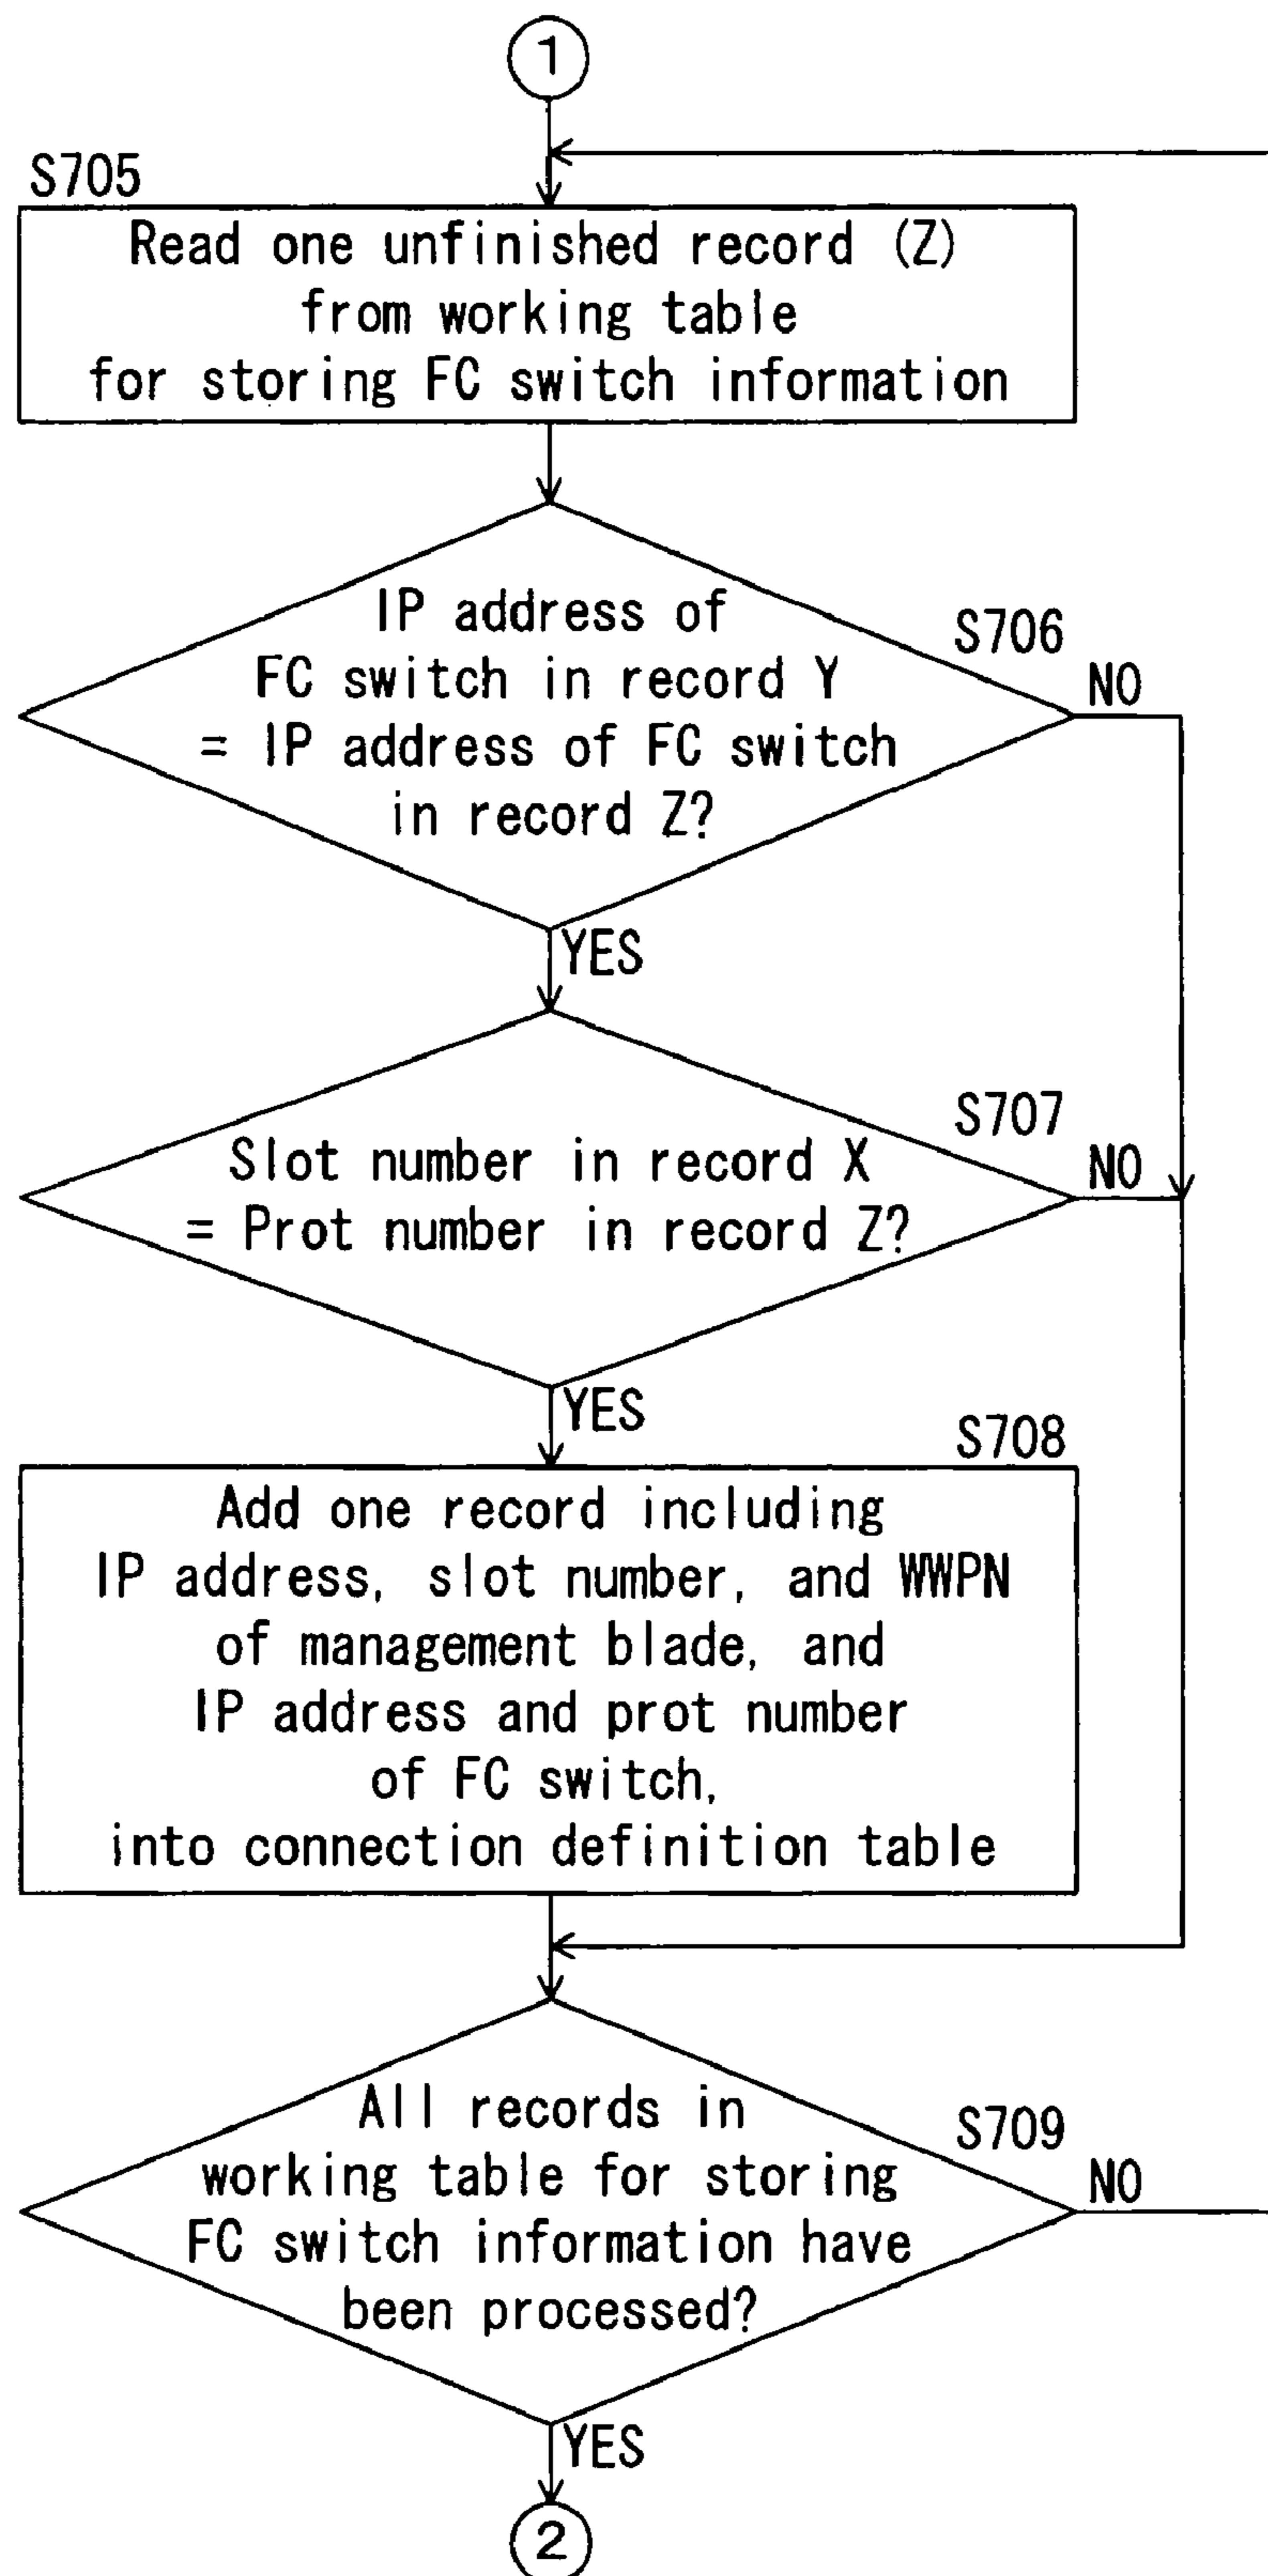 1
S705
Read one unfinished record (Z)
from working table
for storing FC switch information
IP address of
FC switch in record Y
= IP address of FC switch
in record Z?
S706
NO
YES
Slot number in record X
= Prot number in record Z?
S707
NO
YES
S708
Add one record including
IP address, slot number, and WWPN
of management blade, and
IP address and prot number
of FC switch,
into connection definition table
All records in
working table for storing
FC switch information have
been processed?
S709
NO
YES
2